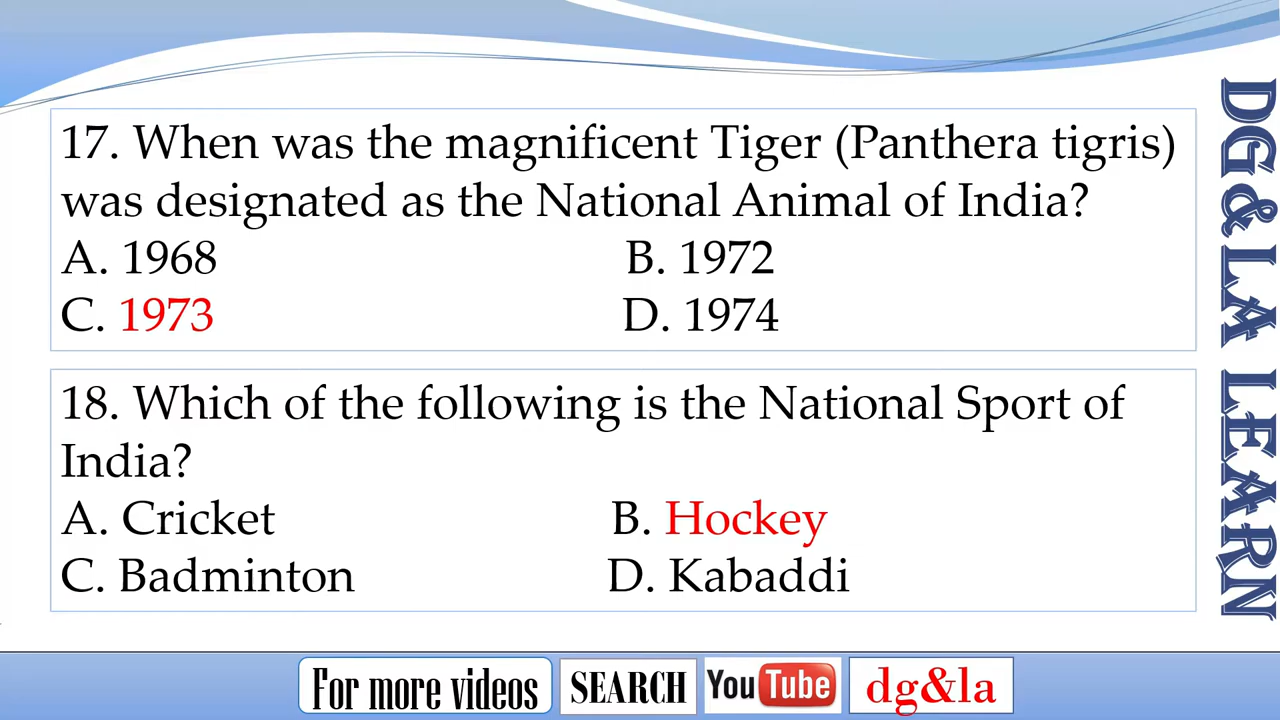 17. When was the magnificent Tiger (Panthera tigris)
was designated as the National Animal of India?
A. 1968 B. 1972
C. 1973 D. 1974
18. Which of the following is the National Sport of
India?
A. Cricket B. Hockey
C. Badminton D. Kabaddi
DG&LA LEARN
For more videos SEARCH YouTube dg&la